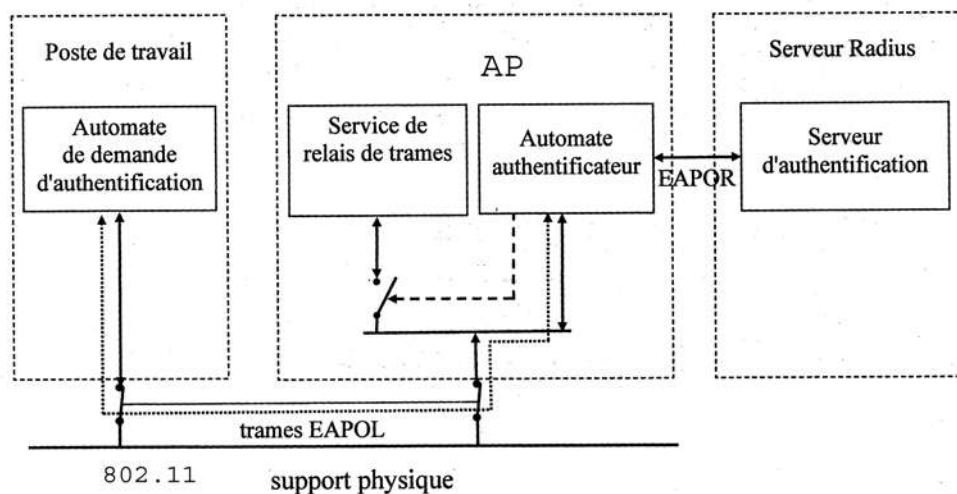 Poste de travail
AP
Serveur Radius
Automate
de demande
d'authentification
Service de
relais de trames
Automate
authentificateur
EAPOR
Serveur
d'authentification
trames EAPOL
802.11
support physique